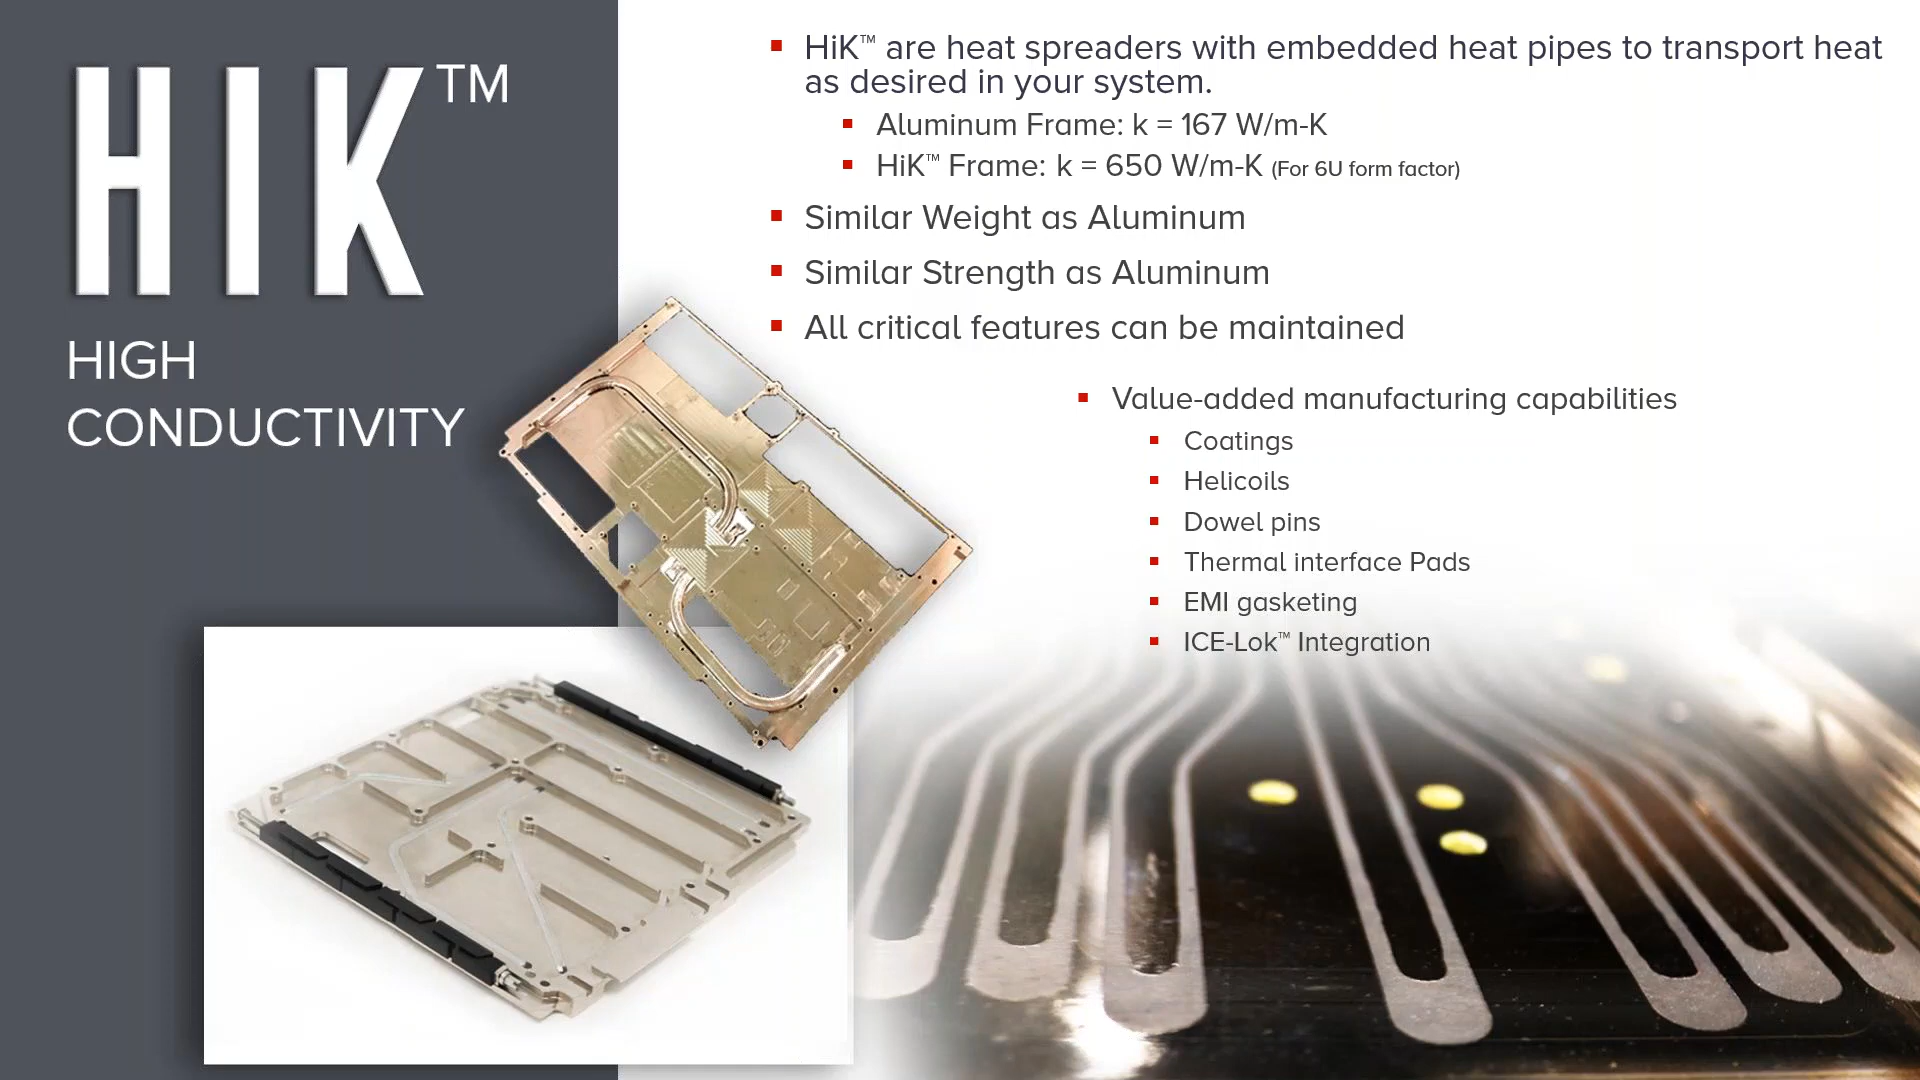 HIK™
HIGH
CONDUCTIVITY
HiK™ are heat spreaders with embedded heat pipes to transport heat
as desired in your system.
Aluminum Frame: k = 167 W/m-K
HiK™ Frame: k = 650 W/m-K (For 6U form factor)
Similar Weight as Aluminum
Similar Strength as Aluminum
All critical features can be maintained
Value-added manufacturing capabilities
Coatings
Helicoils
Dowel pins
Thermal interface Pads
EMI gasketing
ICE-Lok™ Integration